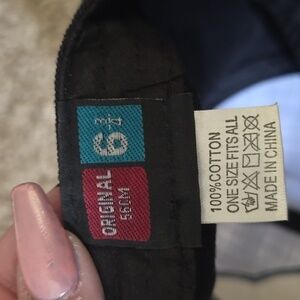 6 3/4
ORIGINAL
56CM
100%COTTON
ONE SIZE FITS ALL
MADE IN CHINA